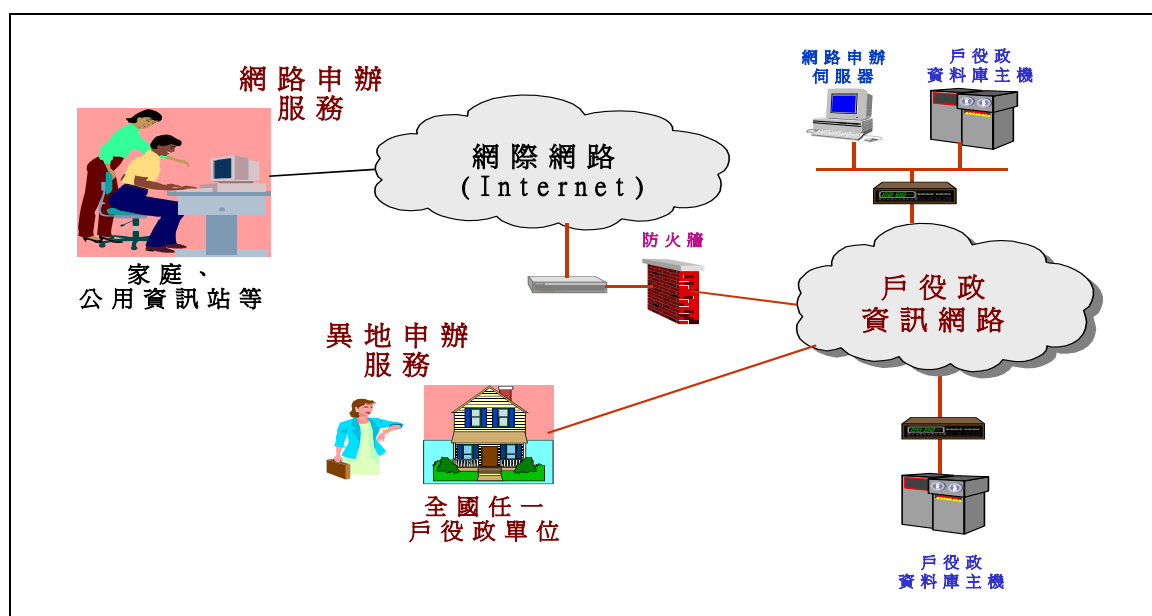 網路申辦
服務
家庭、
公用資訊站等
網際網路
(Internet)
防火牆
異地申辦
服務
全國任一
戶役政單位
網路申辦
伺服器
戶役政
資料庫主機
戶役政
資訊網路
戶役政
資料庫主機